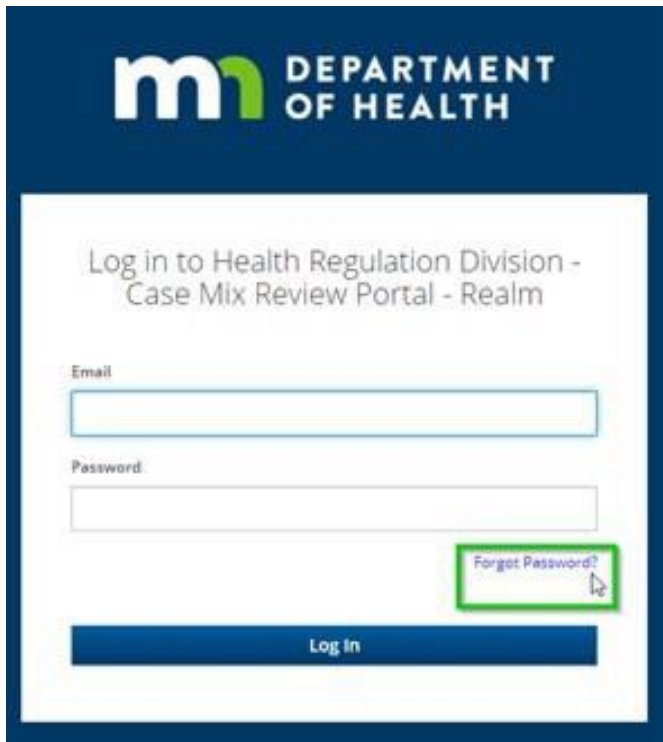 mn DEPARTMENT
OF HEALTH
Log in to Health Regulation Division -
Case Mix Review Portal - Realm
Email
Password
Forgot Password?
Log In